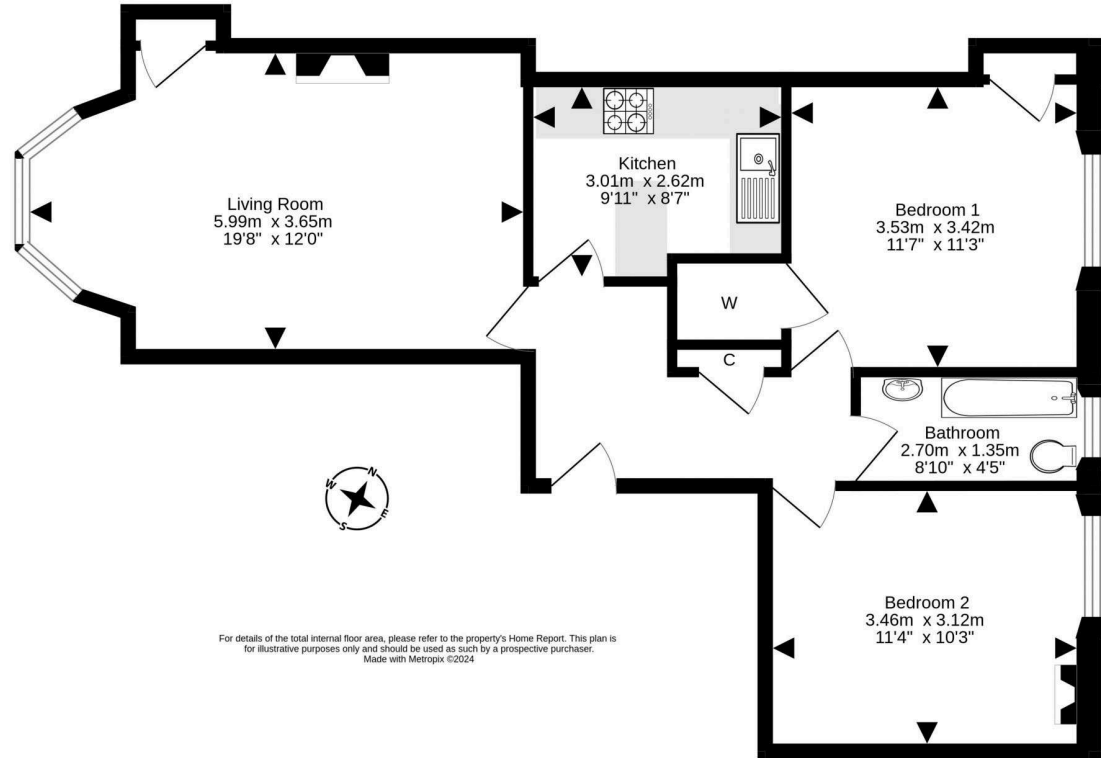 Living Room
5.99m x 3.65m
19'8" x 12'0"
Kitchen
3.01m x 2.62m
9'11" x 8'7"
Bedroom 1
3.53m x 3.42m
11'7" x 11'3"
W
C
Bathroom
2.70m x 1.35m
8'10" x 4'5"
N
W
E
S
Bedroom 2
3.46m x 3.12m
11'4" x 10'3"
For details of the total internal floor area, please refer to the property's Home Report. This plan is
for illustrative purposes only and should be used as such by a prospective purchaser.
Made with Metropix ©2024